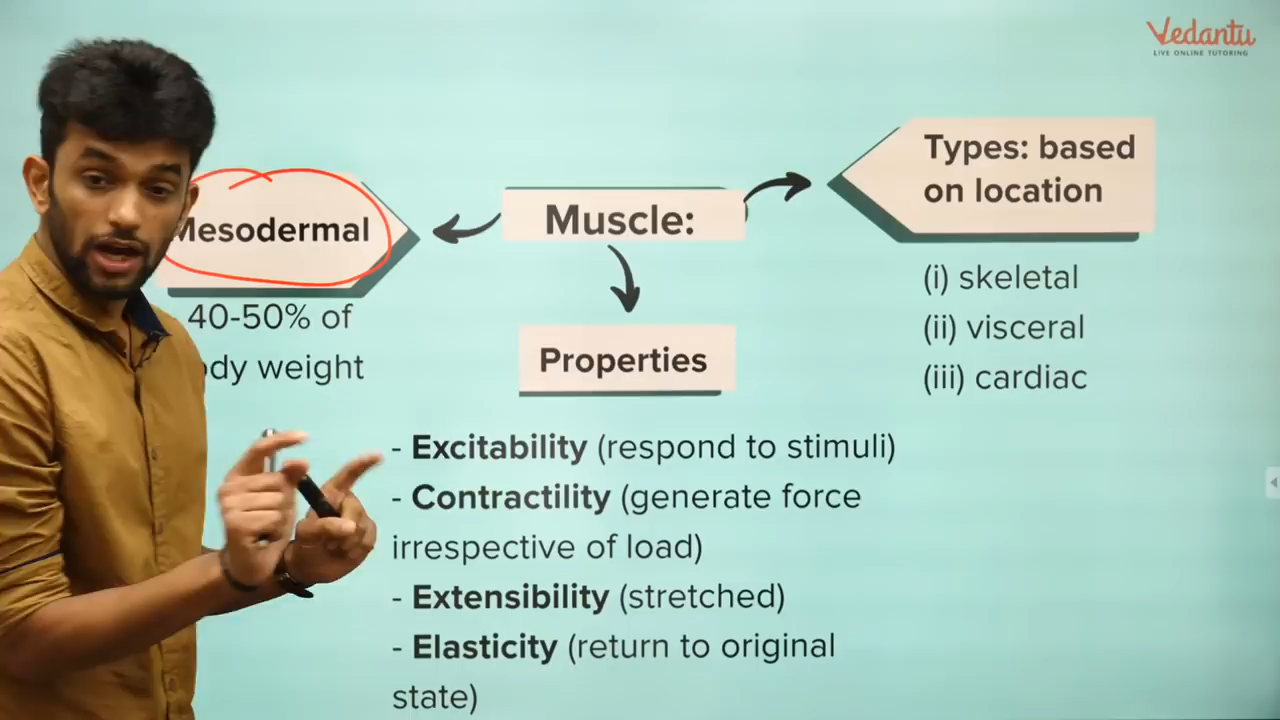 Vedantu
LIVE ONLINE TUTORING
Types: based
on location
Mesodermal
Muscle:
(i) skeletal
(ii) visceral
(iii) cardiac
40-50% of
ody weight
Properties
- Excitability (respond to stimuli)
- Contractility (generate force
irrespective of load)
- Extensibility (stretched)
- Elasticity (return to original
state)